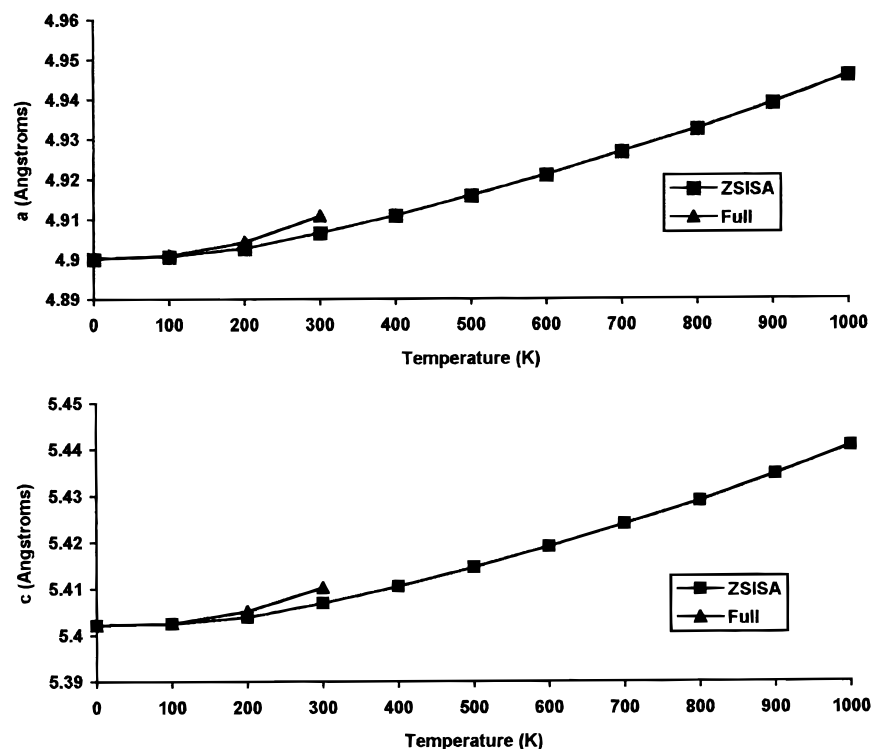 4.96
4.95
4.94
4.93
4.92
4.91
4.9
4.89
a (Angstroms)
ZSISA
Full
0 100 200 300 400 500 600 700 800 900 1000
Temperature (K)
5.45
5.44
5.43
5.42
5.41
5.4
5.39
c (Angstroms)
ZSISA
Full
0 100 200 300 400 500 600 700 800 900 1000
Temperature (K)